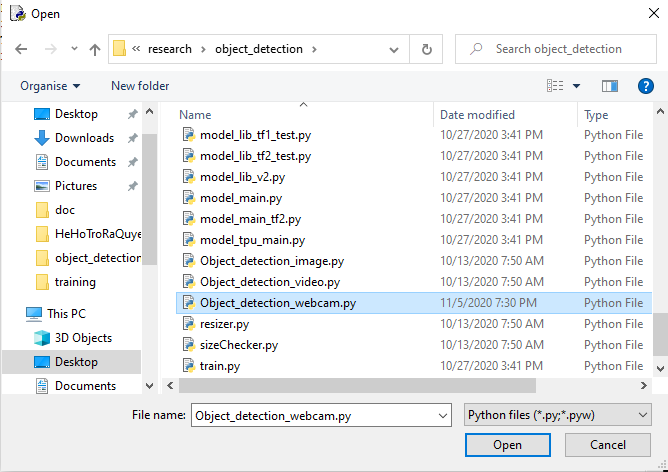 Open
research › object_detection ›
Search object_detection
Organise
New folder
Desktop
Downloads
Documents
Pictures
doc
HeHoTroRaQuye
object_detection
training
This PC
3D Objects
Desktop
Documents
Name Date modified Type
model_lib_tf1_test.py 10/27/2020 3:41 PM Python File
model_lib_tf2_test.py 10/27/2020 3:41 PM Python File
model_lib_v2.py 10/27/2020 3:41 PM Python File
model_main.py 10/27/2020 3:41 PM Python File
model_main_tf2.py 10/27/2020 3:41 PM Python File
model_tpu_main.py 10/27/2020 3:41 PM Python File
Object_detection_image.py 10/13/2020 7:50 AM Python File
Object_detection_video.py 10/13/2020 7:50 AM Python File
Object_detection_webcam.py 11/5/2020 7:30 PM Python File
resizer.py 10/13/2020 7:50 AM Python File
sizeChecker.py 10/13/2020 7:50 AM Python File
train.py 10/27/2020 3:41 PM Python File
File name: Object_detection_webcam.py
Python files (*.py;*.pyw)
Open
Cancel